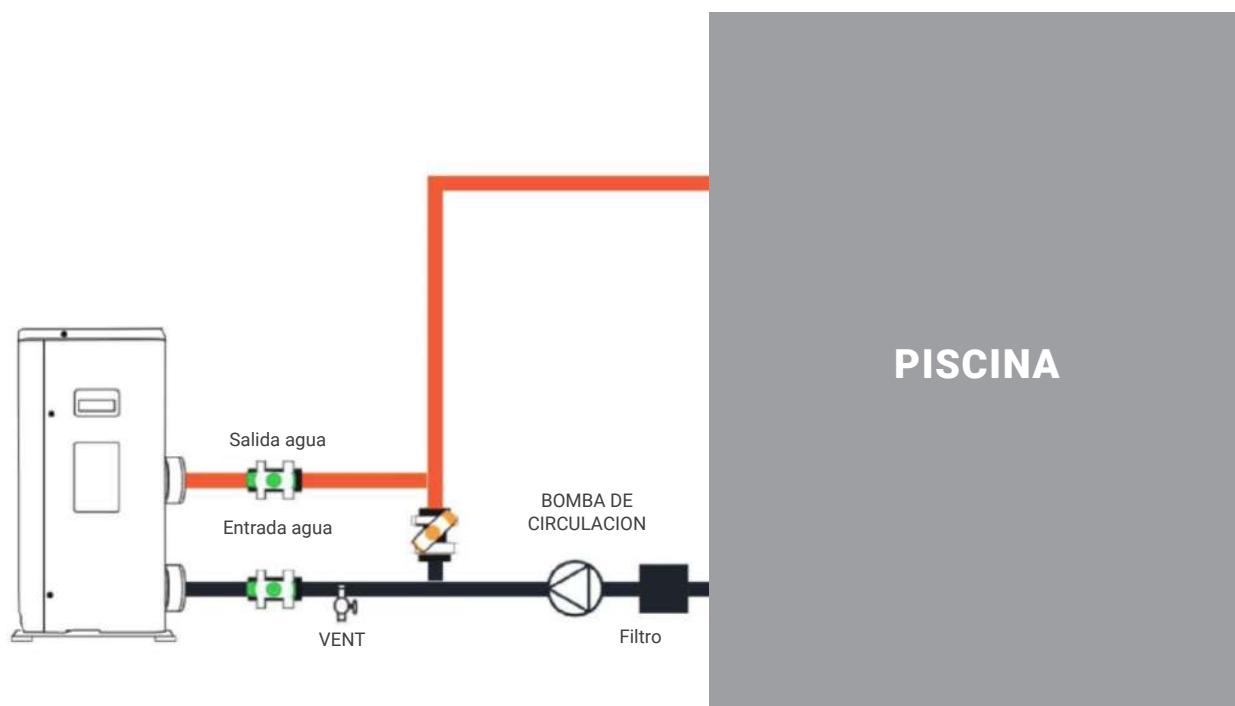 PISCINA
Salida agua
Entrada agua
BOMBA DE
CIRCULACION
VENT
Filtro